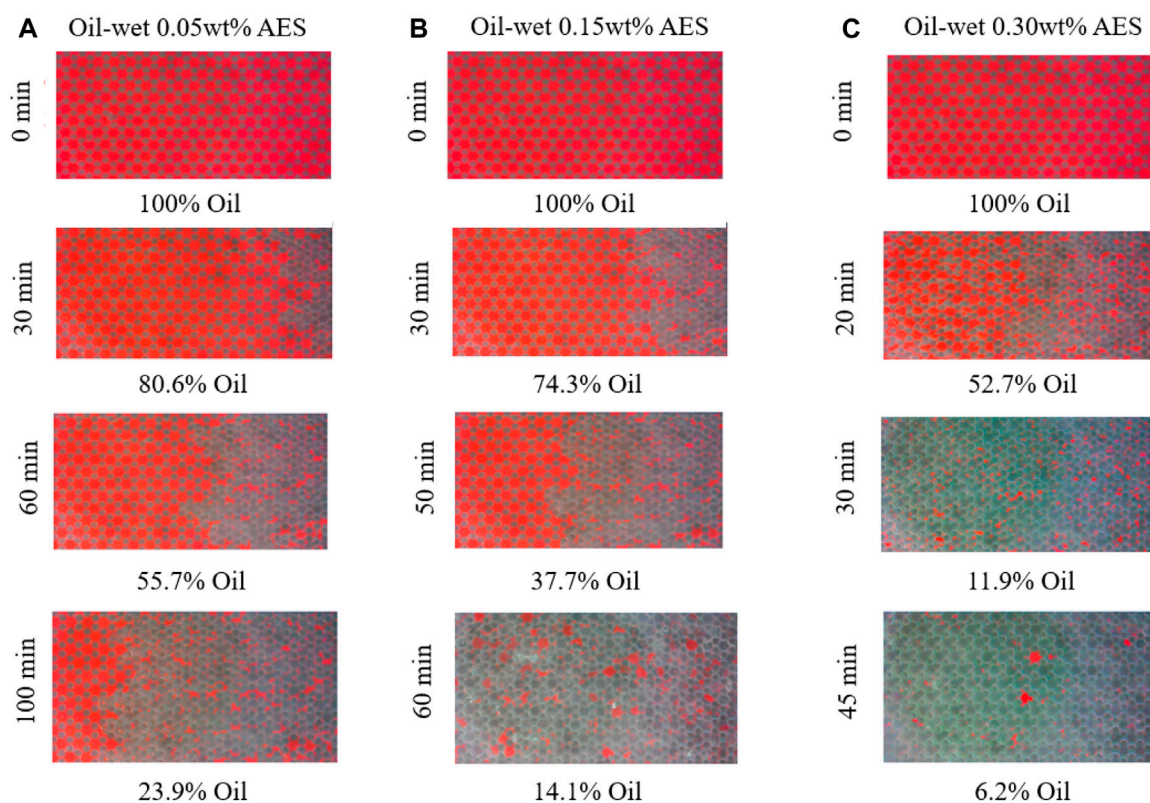 A
Oil-wet 0.05wt% AES
0 min
100% Oil
30 min
80.6% Oil
60 min
55.7% Oil
100 min
23.9% Oil
B
Oil-wet 0.15wt% AES
0 min
100% Oil
30 min
74.3% Oil
50 min
37.7% Oil
60 min
14.1% Oil
C
Oil-wet 0.30wt% AES
0 min
100% Oil
20 min
52.7% Oil
30 min
11.9% Oil
45 min
6.2% Oil